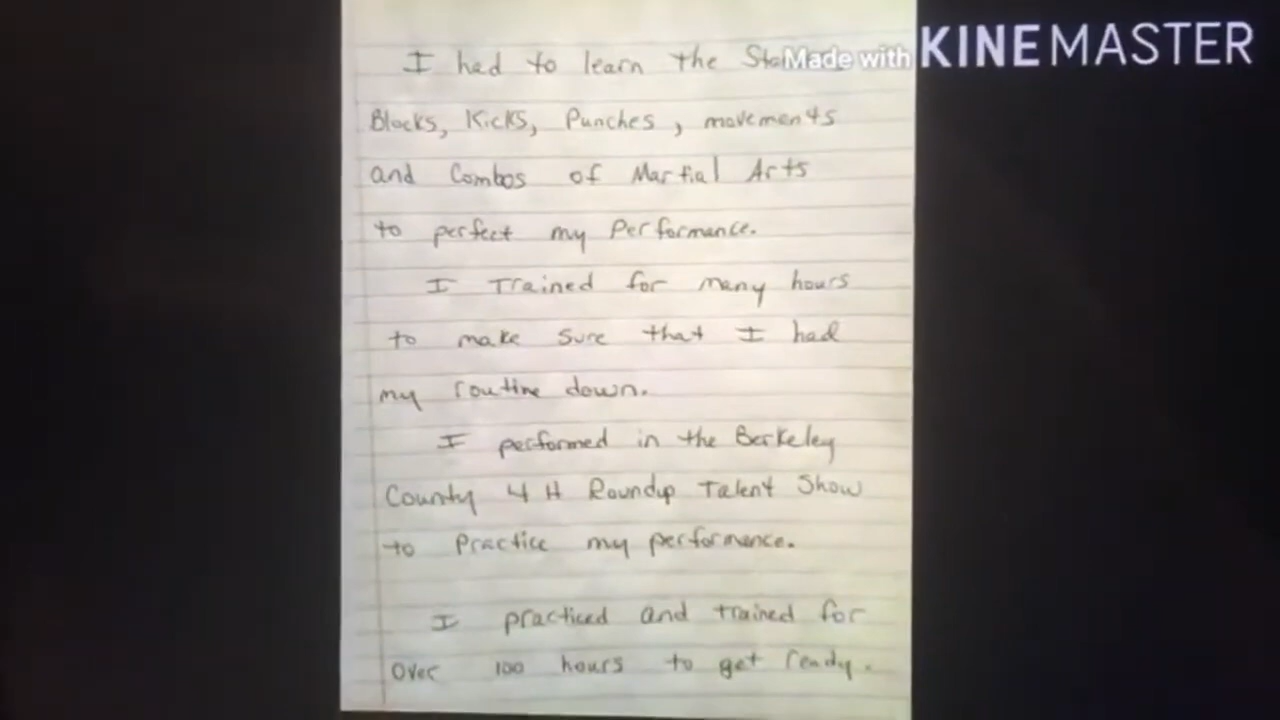 I had to learn the
Made with KINEMASTER
Blocks, Kicks, Punches, movements
and Combos of Martial Arts
to perfect my Performance.
I Trained for many hours
to make sure that I had
my routine down.
I performed in the Berkeley
County 4 H Roundup Talent Show
to Practice my performance.
I practiced and trained for
Over 100 hours to get ready.